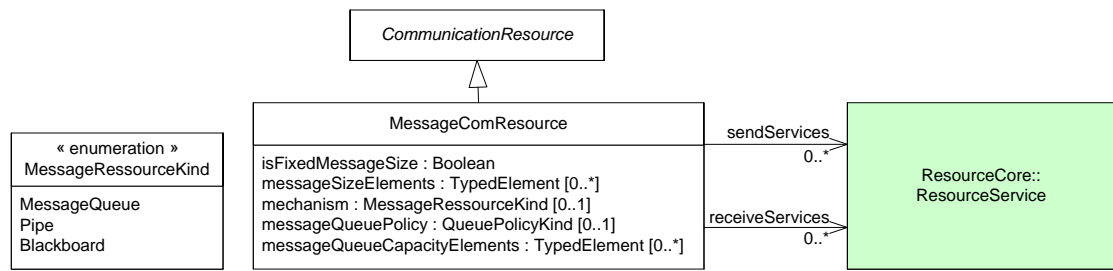 CommunicationResource
« enumeration »
MessageRessourceKind
MessageQueue
Pipe
Blackboard
MessageComResource
isFixedMessageSize : Boolean
messageSizeElements : TypedElement [0..*]
mechanism : MessageRessourceKind [0..1]
messageQueuePolicy : QueuePolicyKind [0..1]
messageQueueCapacityElements : TypedElement [0..*]
sendServices
0..*
receiveServices
0..*
ResourceCore::
ResourceService